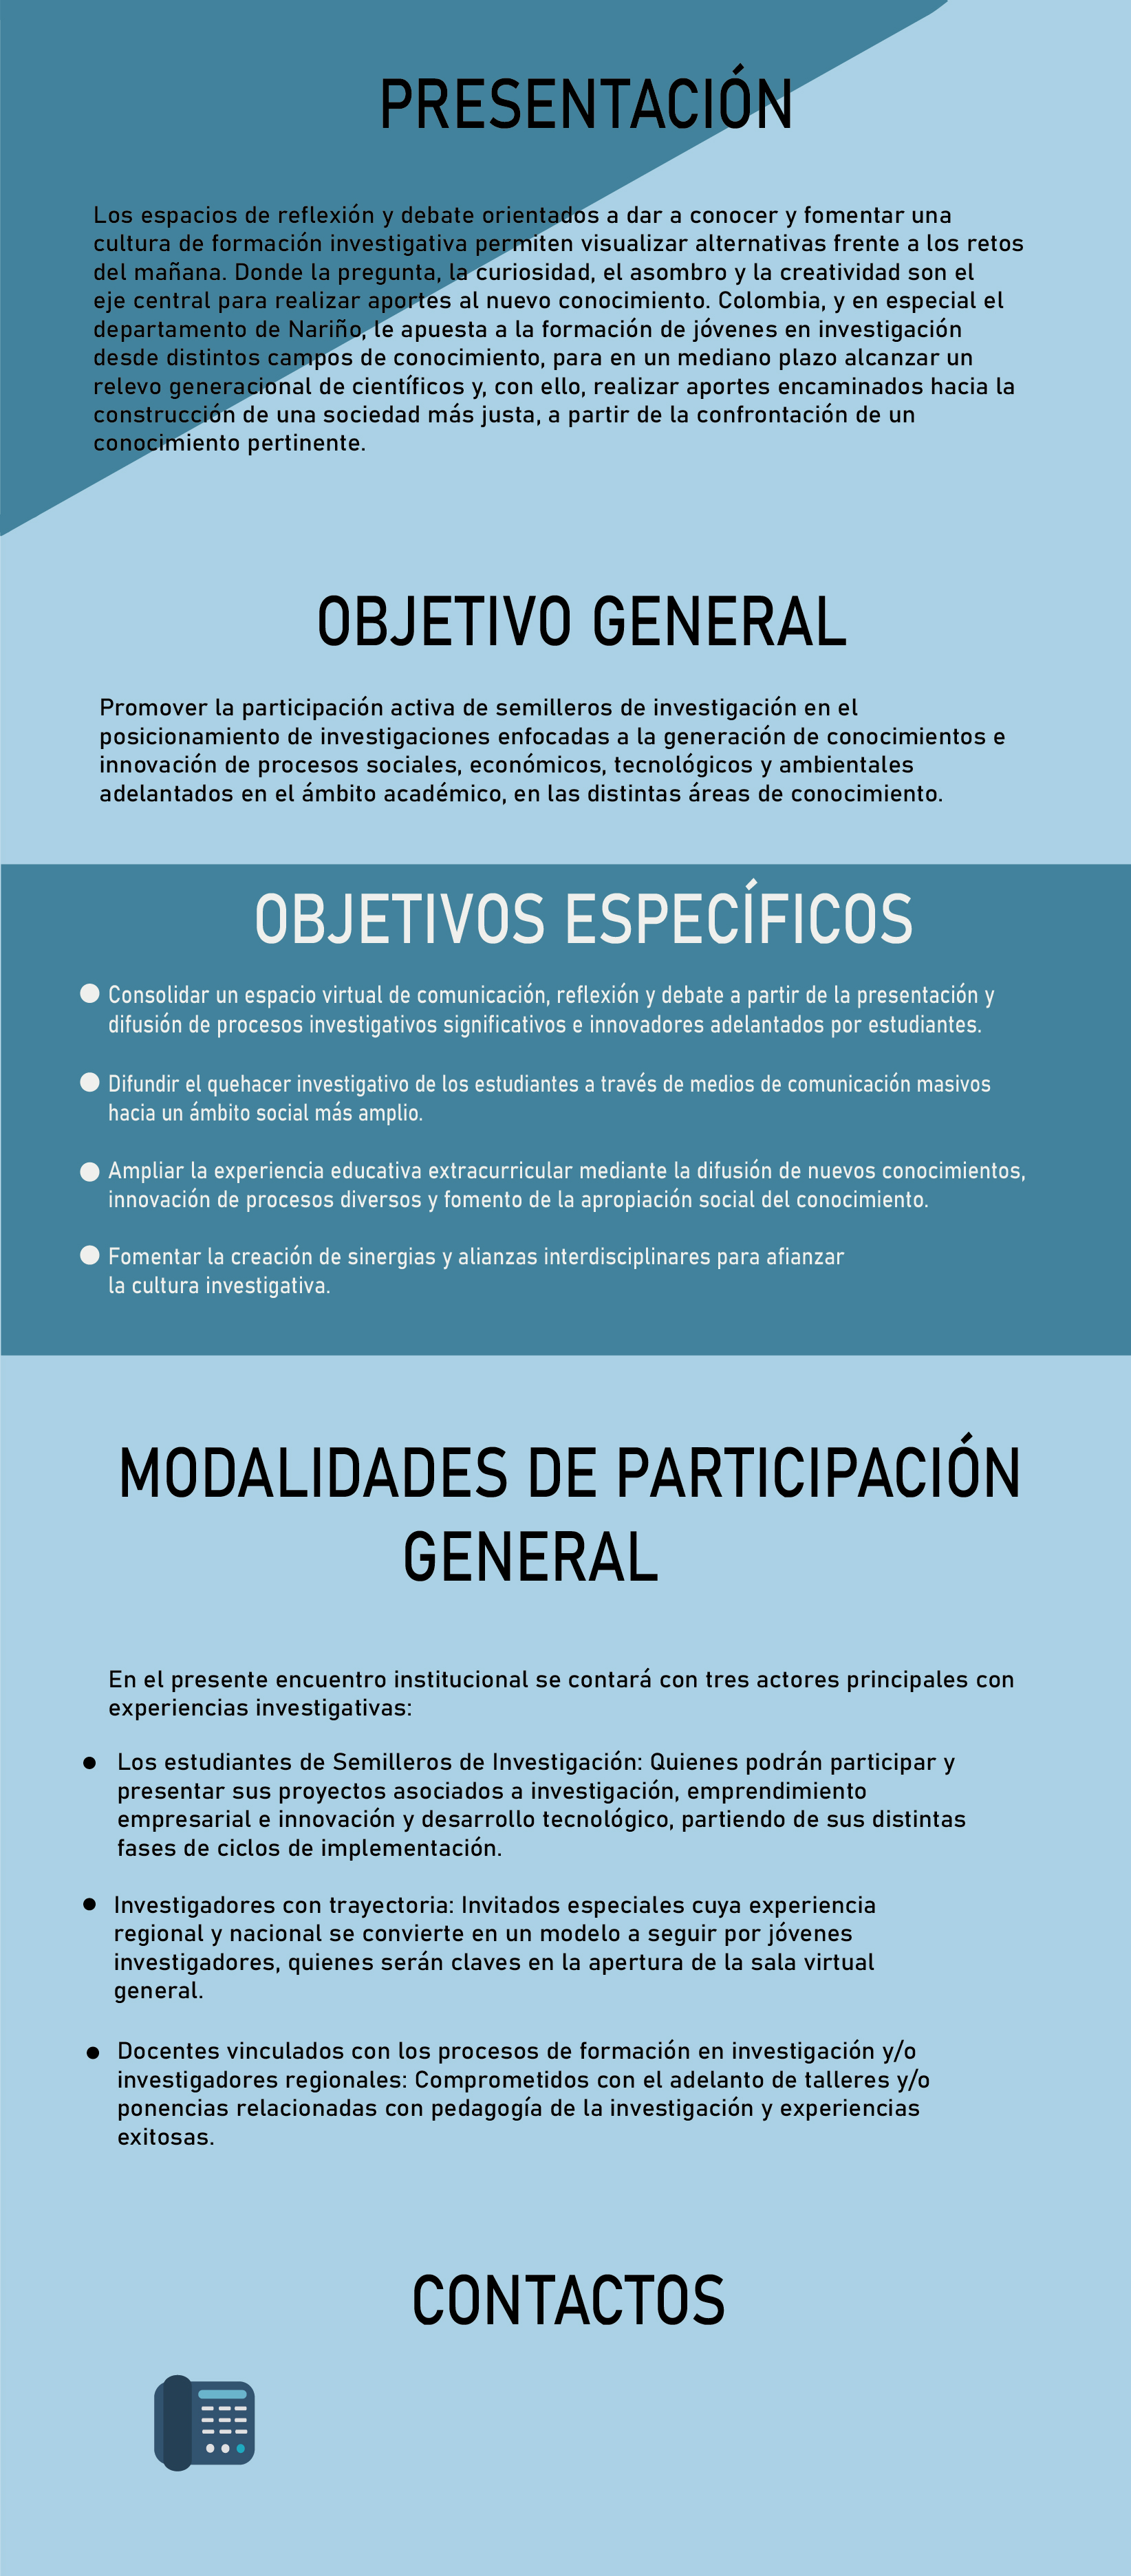 PRESENTACIÓN
Los espacios de reflexión y debate orientados a dar a conocer y fomentar una
cultura de formación investigativa permiten visualizar alternativas frente a los retos
del mañana. Donde la pregunta, la curiosidad, el asombro y la creatividad son el
eje central para realizar aportes al nuevo conocimiento. Colombia, y en especial el
departamento de Nariño, le apuesta a la formación de jóvenes en investigación
desde distintos campos de conocimiento, para en un mediano plazo alcanzar un
relevo generacional de científicos y, con ello, realizar aportes encaminados hacia la
construcción de una sociedad más justa, a partir de la confrontación de un
conocimiento pertinente.
OBJETIVO GENERAL
Promover la participación activa de semilleros de investigación en el
posicionamiento de investigaciones enfocadas a la generación de conocimientos e
innovación de procesos sociales, económicos, tecnológicos y ambientales
adelantados en el ámbito académico, en las distintas áreas de conocimiento.
OBJETIVOS ESPECÍFICOS
● Consolidar un espacio virtual de comunicación, reflexión y debate a partir de la presentación y
difusión de procesos investigativos significativos e innovadores adelantados por estudiantes.
● Difundir el quehacer investigativo de los estudiantes a través de medios de comunicación masivos
hacia un ámbito social más amplio.
● Ampliar la experiencia educativa extracurricular mediante la difusión de nuevos conocimientos,
innovación de procesos diversos y fomento de la apropiación social del conocimiento.
● Fomentar la creación de sinergias y alianzas interdisciplinares para afianzar
la cultura investigativa.
MODALIDADES DE PARTICIPACIÓN
GENERAL
En el presente encuentro institucional se contará con tres actores principales con
experiencias investigativas:
● Los estudiantes de Semilleros de Investigación: Quienes podrán participar y
presentar sus proyectos asociados a investigación, emprendimiento
empresarial e innovación y desarrollo tecnológico, partiendo de sus distintas
fases de ciclos de implementación.
● Investigadores con trayectoria: Invitados especiales cuya experiencia
regional y nacional se convierte en un modelo a seguir por jóvenes
investigadores, quienes serán claves en la apertura de la sala virtual
general.
● Docentes vinculados con los procesos de formación en investigación y/o
investigadores regionales: Comprometidos con el adelanto de talleres y/o
ponencias relacionadas con pedagogía de la investigación y experiencias
exitosas.
CONTACTOS